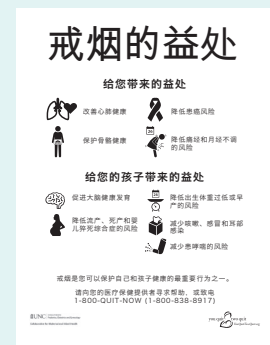 戒烟的益处
给您带来的益处
改善心肺健康
降低患癌风险
保护骨骼健康
降低痛经和月经不调
的风险
给您的孩子带来的益处
促进大脑健康发育
降低出生体重过低或早
产的风险
降低流产、死产和婴
儿猝死综合症的风险
减少咳嗽、感冒和耳部
感染
减少患哮喘的风险
戒烟是您可以保护自己和孩子健康的最重要行为之一。
请向您的医疗保健提供者寻求帮助，或致电
1-800-QUIT-NOW (1-800-838-8917)
UNC
you quit two quit